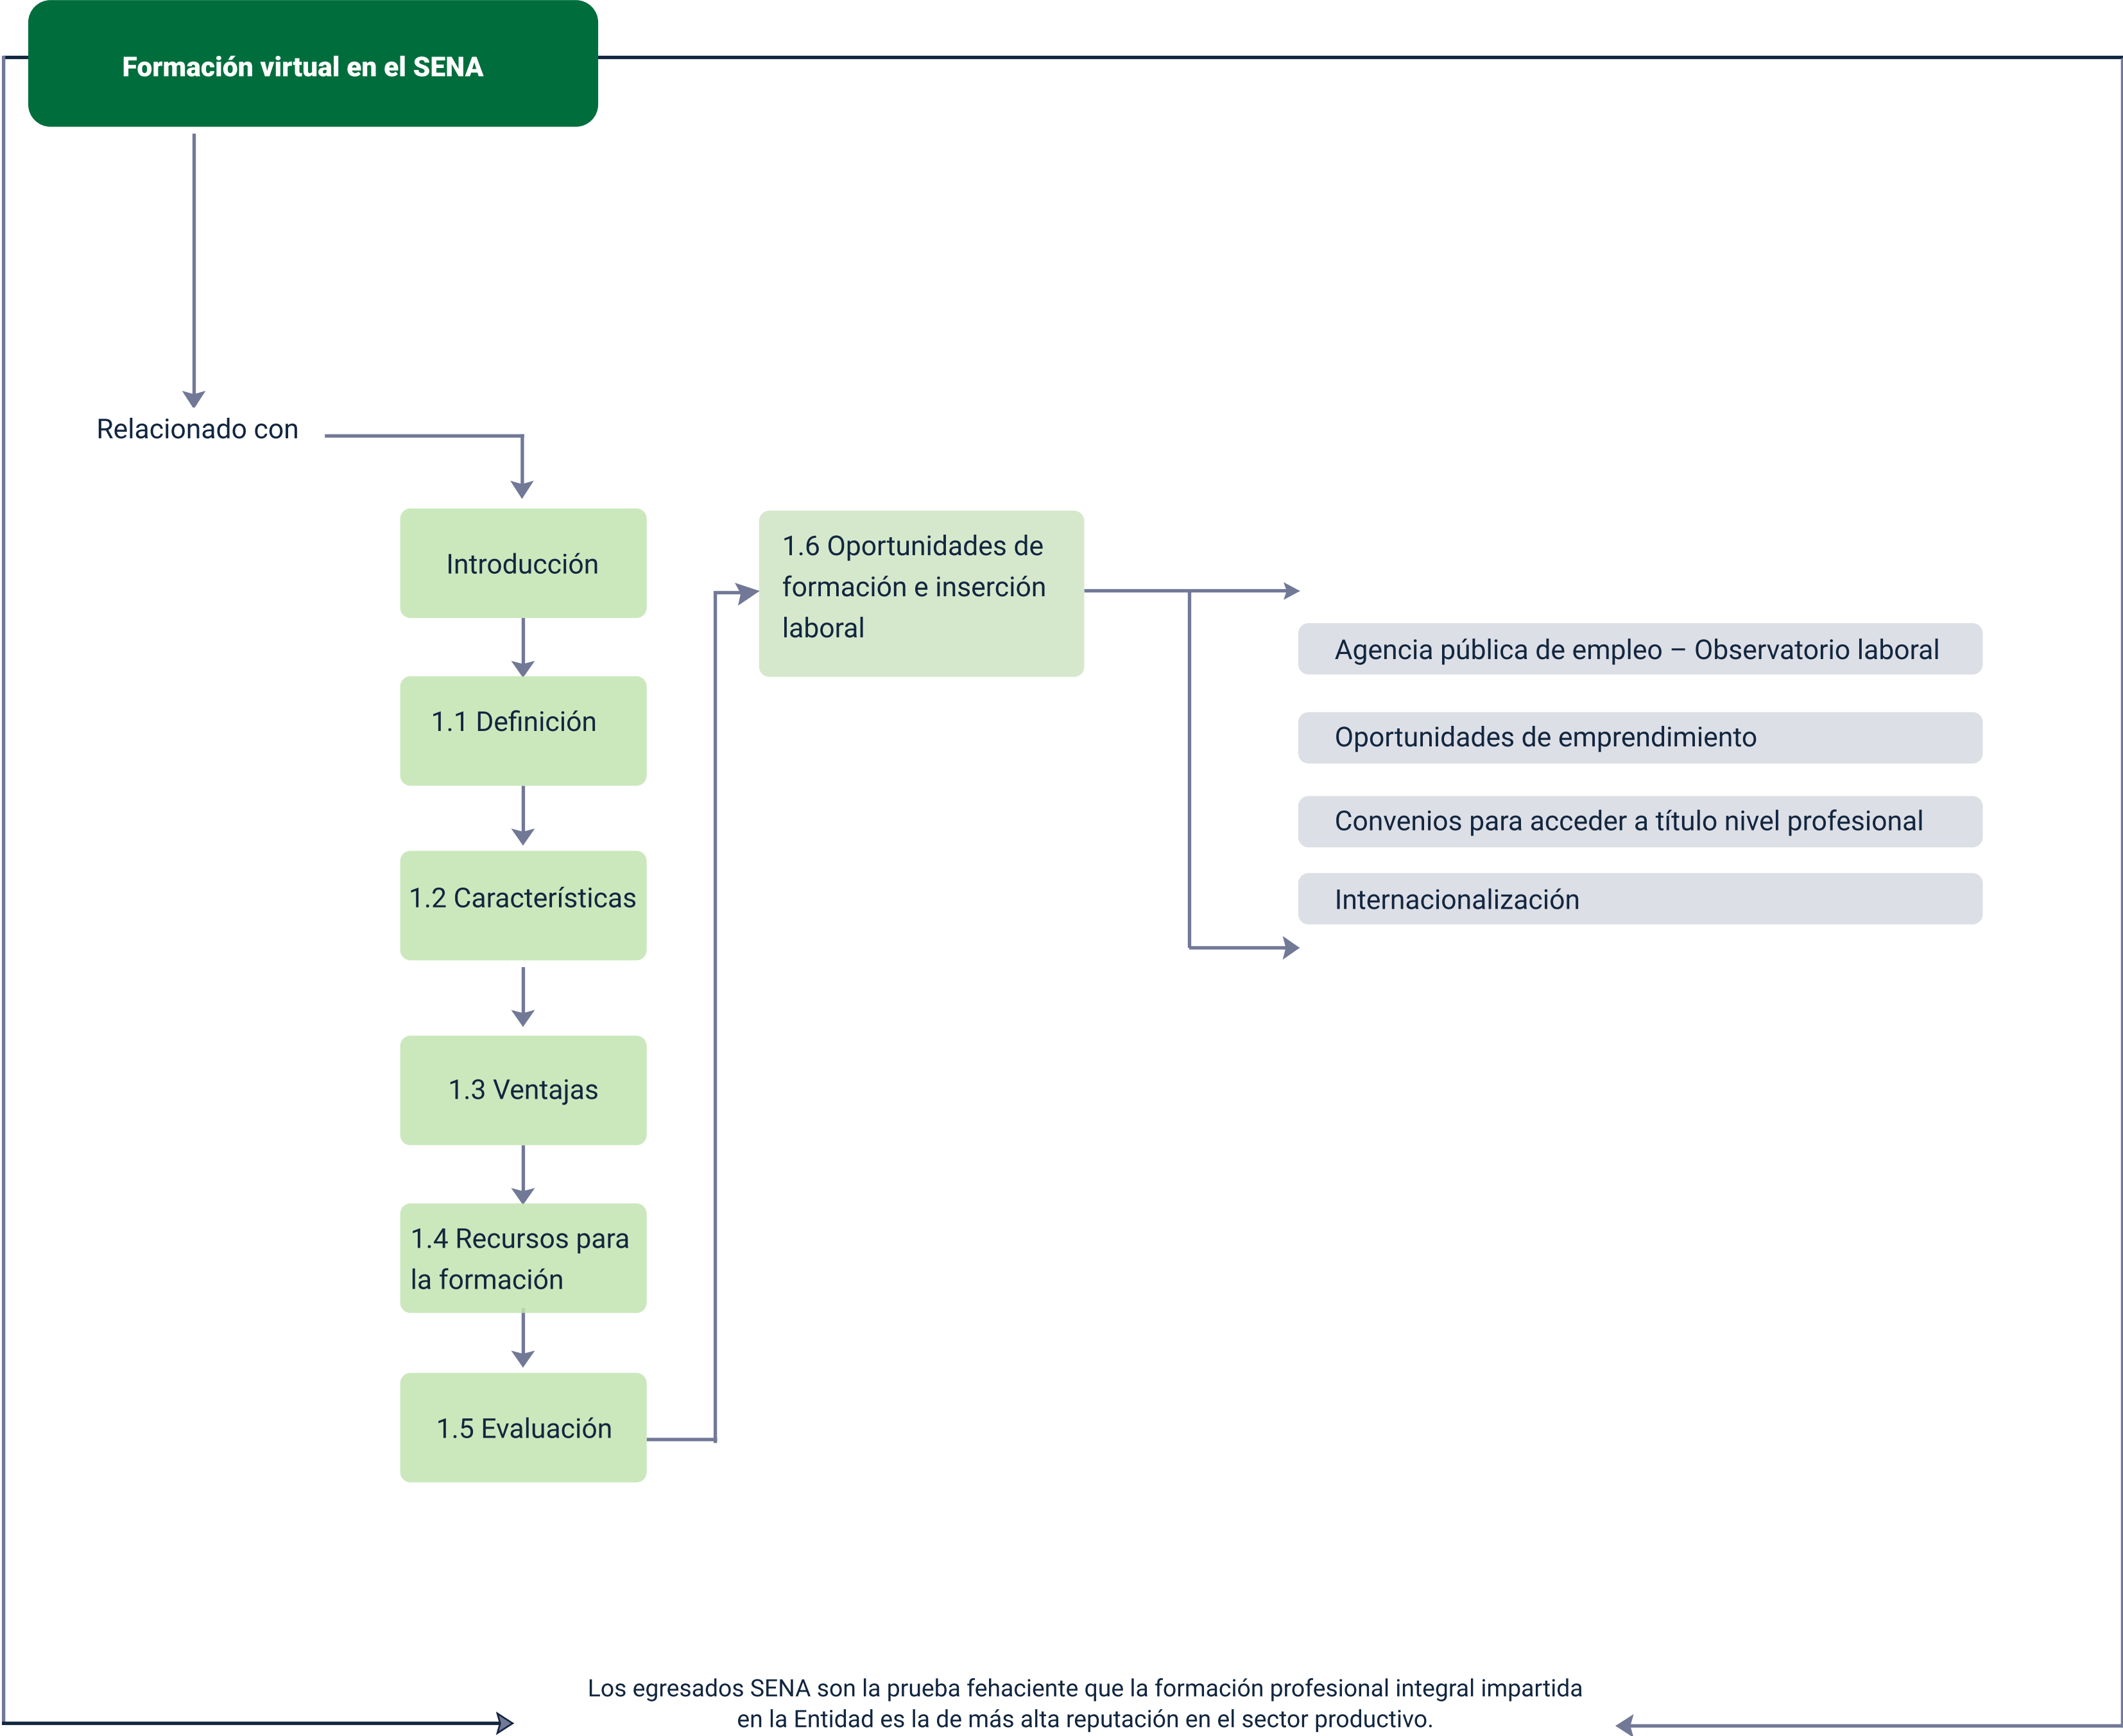 Formación virtual en el SENA
Relacionado con
Introducción
1.1 Definición
1.2 Características
1.3 Ventajas
1.4 Recursos para
la formación
1.5 Evaluación
1.6 Oportunidades de
formación e inserción
laboral
Agencia pública de empleo – Observatorio laboral
Oportunidades de emprendimiento
Convenios para acceder a título nivel profesional
Internacionalización
Los egresados SENA son la prueba fehaciente que la formación profesional integral impartida
en la Entidad es la de más alta reputación en el sector productivo.